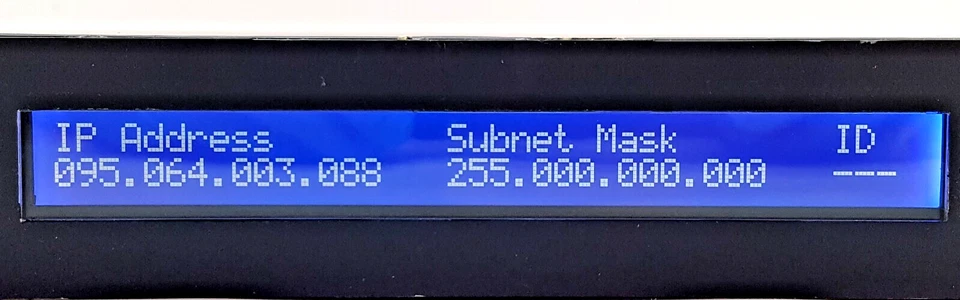 IP Address Subnet Mask ID
095.064.003.088 255.000.000.000 ---